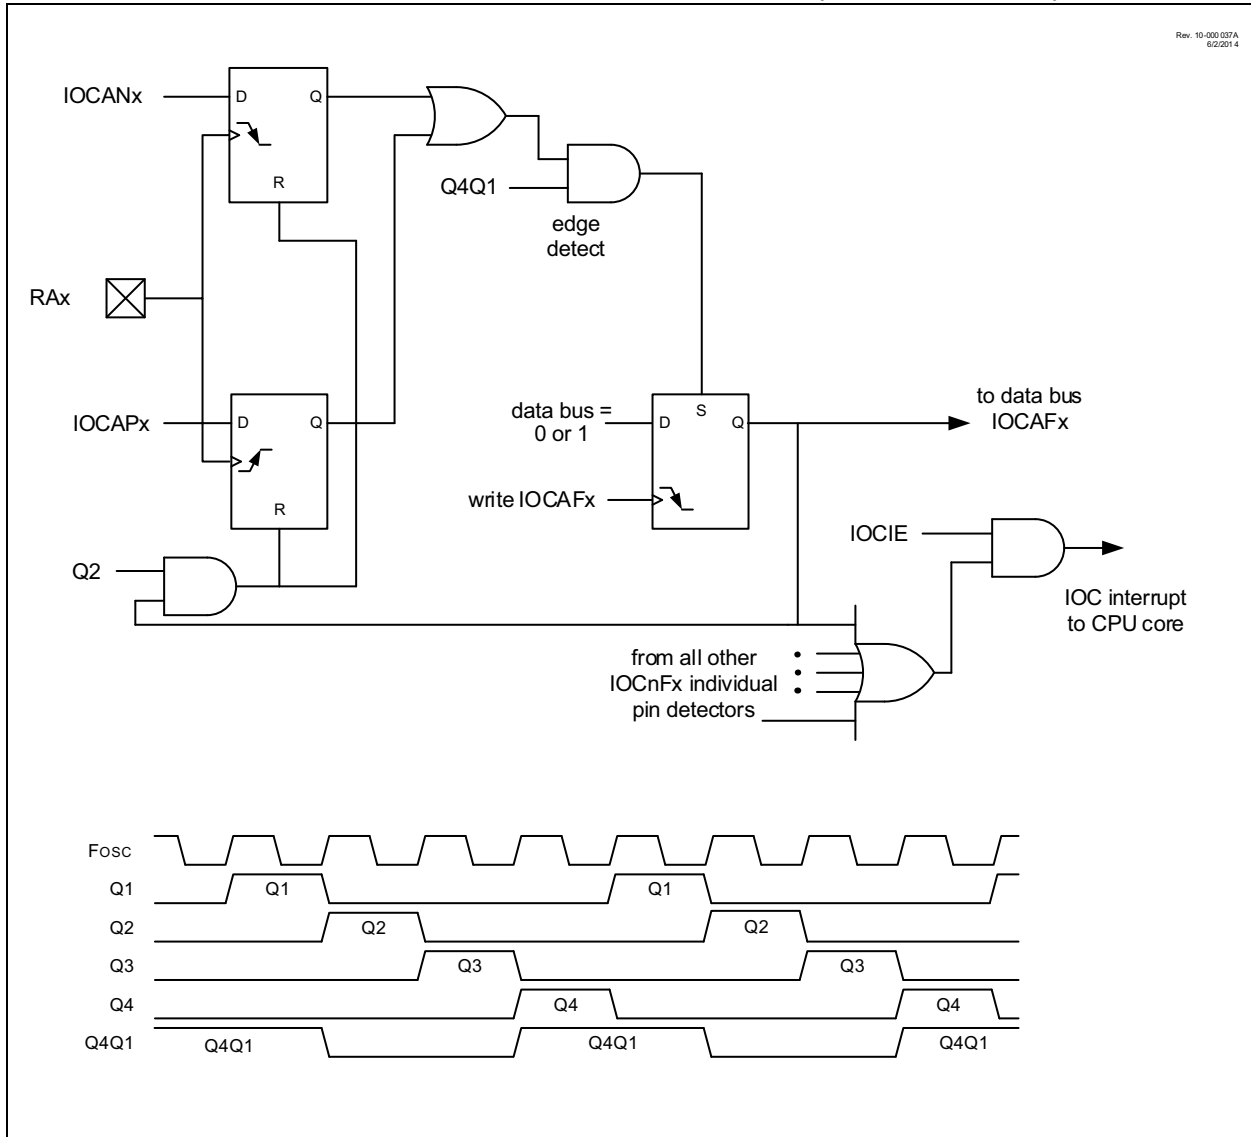 Rev. 10-000 037A
6/2/201 4
IOCANx
D
Q
R
Q4Q1
edge
detect
RAx
IOCAPx
D
Q
R
data bus =
0 or 1
D
S
Q
to data bus
IOCAFx
write IOCAFx
IOCIE
Q2
IOC interrupt
to CPU core
from all other
IOCnFx individual
pin detectors
FOSC
Q1
Q1
Q1
Q2
Q2
Q2
Q3
Q3
Q3
Q4
Q4
Q4
Q4Q1
Q4Q1
Q4Q1
Q4Q1